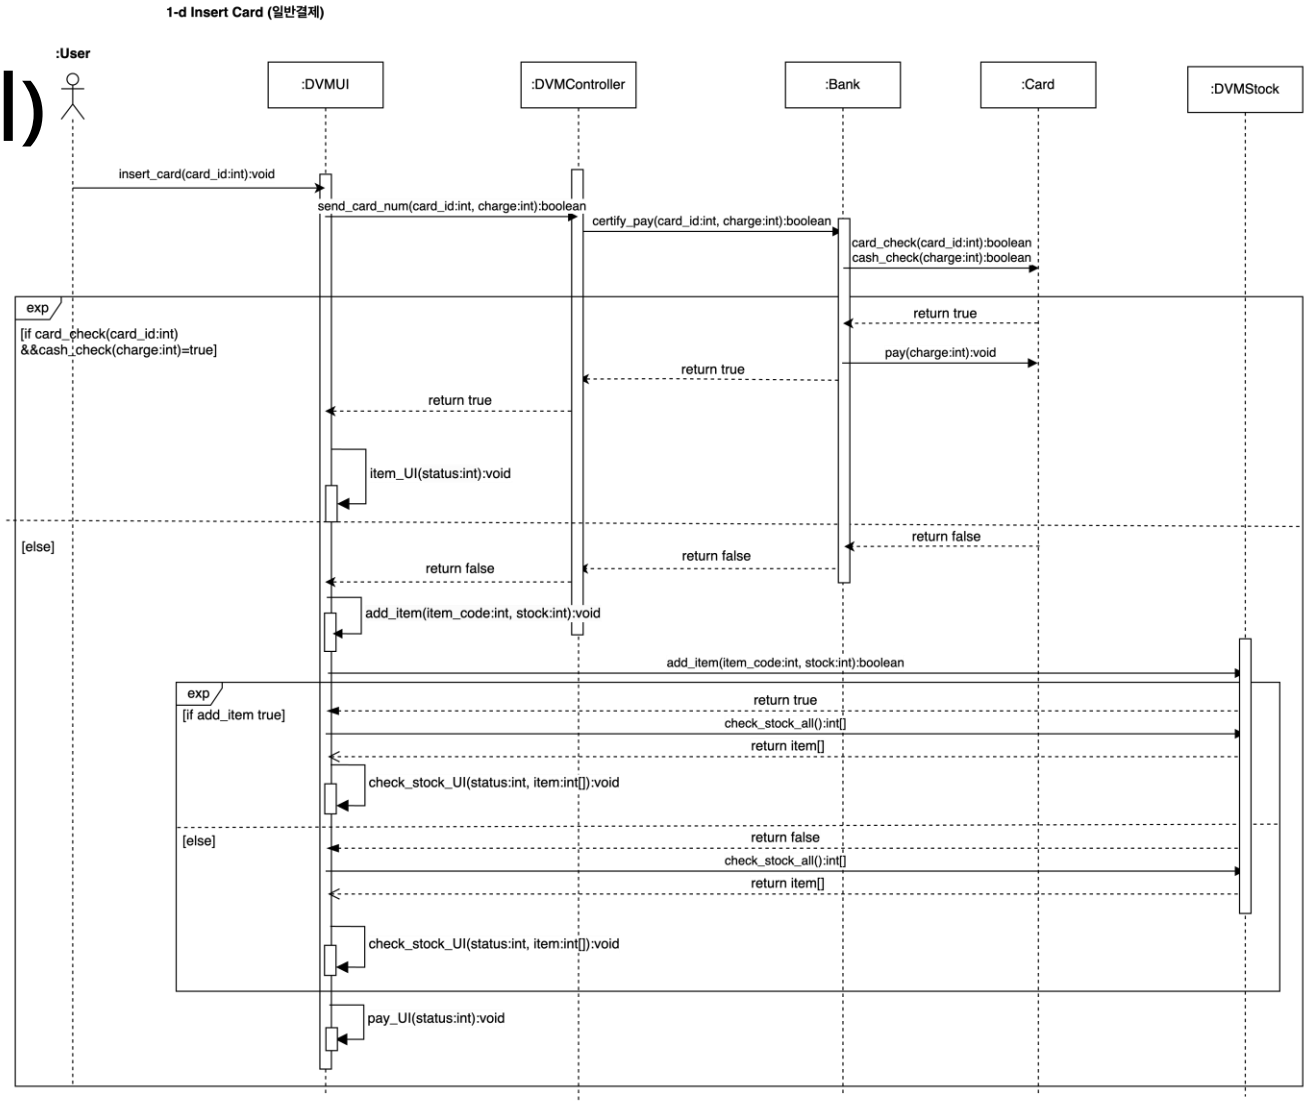 1-d Insert Card (일반결제)
:User
:DVMUI
:DVMController
:Bank
:Card
:DVMStock
insert_card(card_id:int):void
send_card_num(card_id:int, charge:int):boolean
certify_pay(card_id:int, charge:int):boolean
card_check(card_id:int):boolean
cash_check(charge:int):boolean
exp
[if card_check(card_id:int)
&&cash_check(charge:int)=true]
return true
pay(charge:int):void
return true
return true
item_UI(status:int):void
[else]
return false
return false
return false
add_item(item_code:int, stock:int):void
add_item(item_code:int, stock:int):boolean
exp
[if add_item true]
return true
check_stock_all():int[]
return item[]
check_stock_UI(status:int, item:int[]):void
[else]
return false
check_stock_all():int[]
return item[]
check_stock_UI(status:int, item:int[]):void
pay_UI(status:int):void